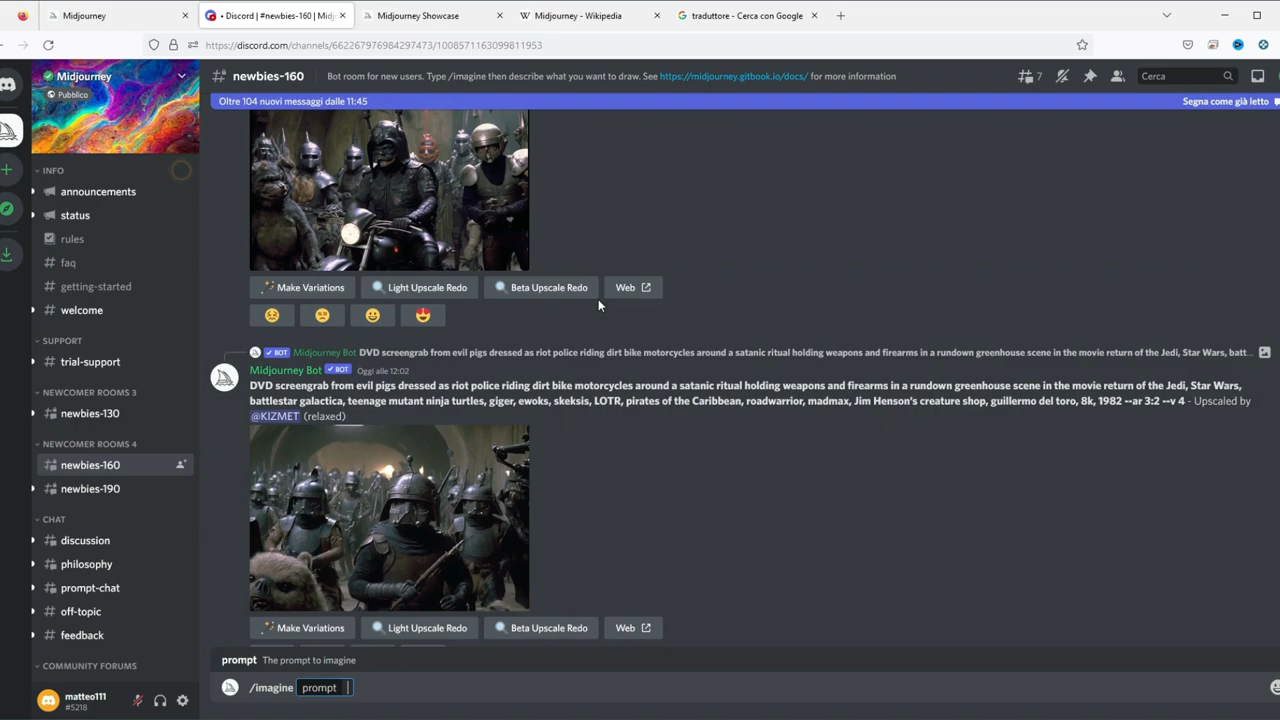 Midjourney
• Discord | #newbies-160 | Mid
Midjourney Showcase
Midjourney - Wikipedia
traduttore - Cerca con Google
https://discord.com/channels/662267976984297473/1008571163099811953
Midjourney
Pubblico
newbies-160
Bot room for new users. Type /imagine then describe what you want to draw. See https://midjourney.gitbook.io/docs/ for more information
7
Cerca
Oltre 104 nuovi messaggi dalle 11:45
Segna come già letto
INFO
announcements
status
rules
faq
getting-started
welcome
SUPPORT
trial-support
NEWCOMER ROOMS 3
newbies-130
NEWCOMER ROOMS 4
newbies-160
newbies-190
CHAT
discussion
philosophy
prompt-chat
off-topic
feedback
COMMUNITY FORUMS
matteo111
#5218
Make Variations
Light Upscale Redo
Beta Upscale Redo
Web
BOT Midjourney Bot DVD screengrab from evil pigs dressed as riot police riding dirt bike motorcycles around a satanic ritual holding weapons and firearms in a rundown greenhouse scene in the movie return of the Jedi, Star Wars, batt...
Midjourney Bot BOT Oggi alle 12:02
DVD screengrab from evil pigs dressed as riot police riding dirt bike motorcycles around a satanic ritual holding weapons and firearms in a rundown greenhouse scene in the movie return of the Jedi, Star Wars,
battlestar galactica, teenage mutant ninja turtles, giger, ewoks, skeksis, LOTR, pirates of the Caribbean, roadwarrior, madmax, Jim Henson's creature shop, guillermo del toro, 8k, 1982 --ar 3:2 --v 4 - Upscaled by
@KIZMET (relaxed)
Make Variations
Light Upscale Redo
Beta Upscale Redo
Web
prompt The prompt to imagine
/imagine prompt